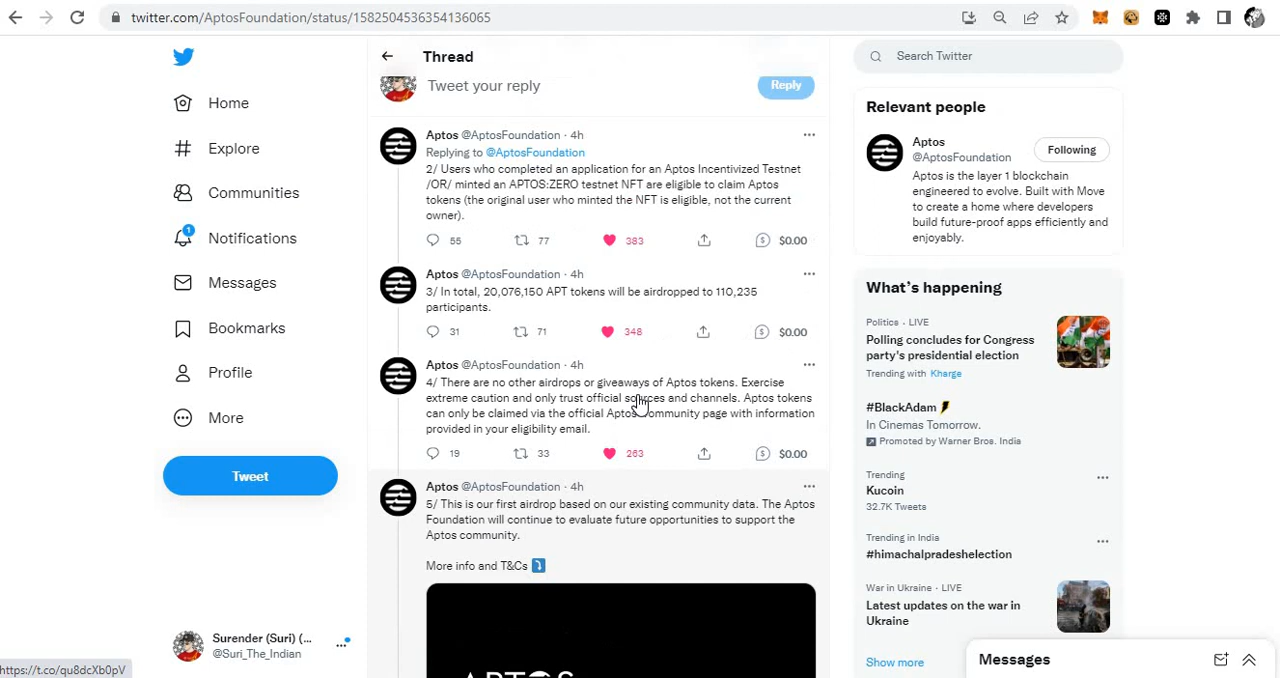 twitter.com/AptosFoundation/status/1582504536354136065
Home
Explore
Communities
1
Notifications
Messages
Bookmarks
Profile
More
Tweet
Surender (Suri) (...
@Suri_The_Indian
https://t.co/qu8dcXb0pV
Thread
Tweet your reply
Reply
Aptos @AptosFoundation · 4h
Replying to @AptosFoundation
2/ Users who completed an application for an Aptos Incentivized Testnet
/OR/ minted an APTOS:ZERO testnet NFT are eligible to claim Aptos
tokens (the original user who minted the NFT is eligible, not the current
owner).
55 77 383 $0.00
Aptos @AptosFoundation · 4h
3/ In total, 20,076,150 APT tokens will be airdropped to 110,235
participants.
31 71 348 $0.00
Aptos @AptosFoundation · 4h
4/ There are no other airdrops or giveaways of Aptos tokens. Exercise
extreme caution and only trust official sources and channels. Aptos tokens
can only be claimed via the official Aptos Community page with information
provided in your eligibility email.
19 33 263 $0.00
Aptos @AptosFoundation · 4h
5/ This is our first airdrop based on our existing community data. The Aptos
Foundation will continue to evaluate future opportunities to support the
Aptos community.
More info and T&Cs
APTOS
Search Twitter
Relevant people
Aptos
@AptosFoundation
Following
Aptos is the layer 1 blockchain
engineered to evolve. Built with Move
to create a home where developers
build future-proof apps efficiently and
enjoyably.
What's happening
Politics · LIVE
Polling concludes for Congress
party's presidential election
Trending with Kharge
#BlackAdam
In Cinemas Tomorrow.
Promoted by Warner Bros. India
Trending
Kucoin
32.7K Tweets
Trending in India
#himachalpradeshelection
War in Ukraine · LIVE
Latest updates on the war in
Ukraine
Show more
Messages